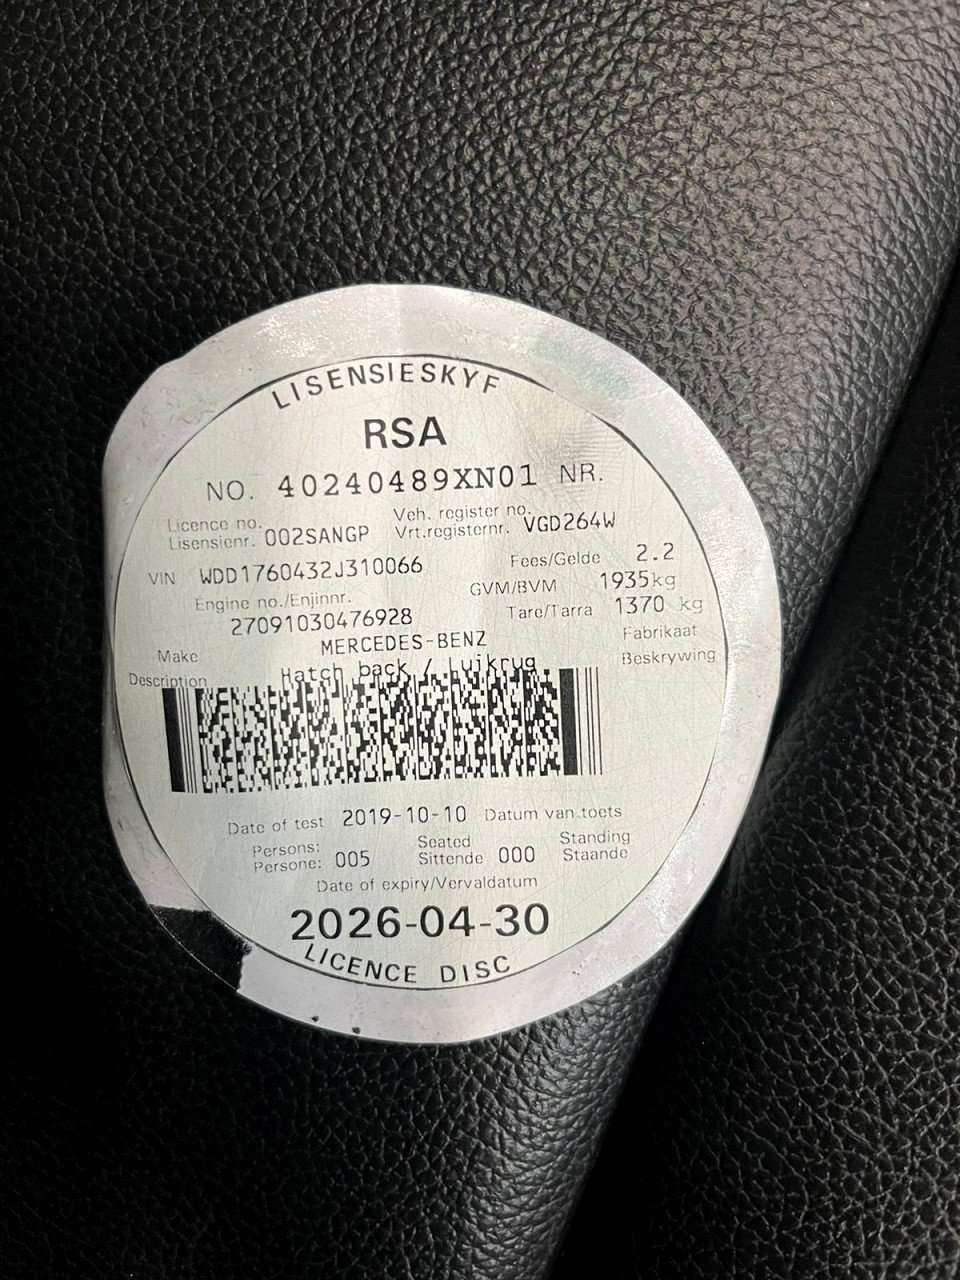 LISENSIESKYF
RSA
NO. 40240489XN01 NR.
Licence no. Veh. register no.
Lisensienr. 002SANGP Vrt.registernr. VGD264W
VIN WDD1760432J310066 Fees/Gelde 2.2
GVM/BVM 1935kg
Engine no./Enjinnr. Tare/Tarra 1370 kg
27091030476928
Make MERCEDES-BENZ Fabrikaat
Description Hatch back / Luikrug Beskrywing
Date of test 2019-10-10 Datum van toets
Persons: Seated Standing
Persone: 005 Sittende 000 Staande
Date of expiry/Vervaldatum
2026-04-30
LICENCE DISC